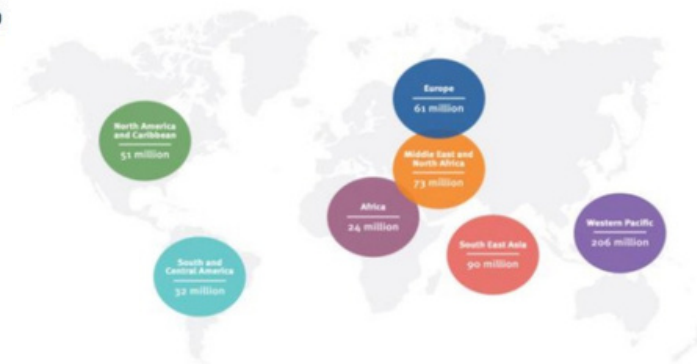 Europe
61 million
North America
and Caribbean
51 million
Middle East and
North Africa
73 million
Africa
24 million
Western Pacific
206 million
South East Asia
90 million
South and
Central America
32 million